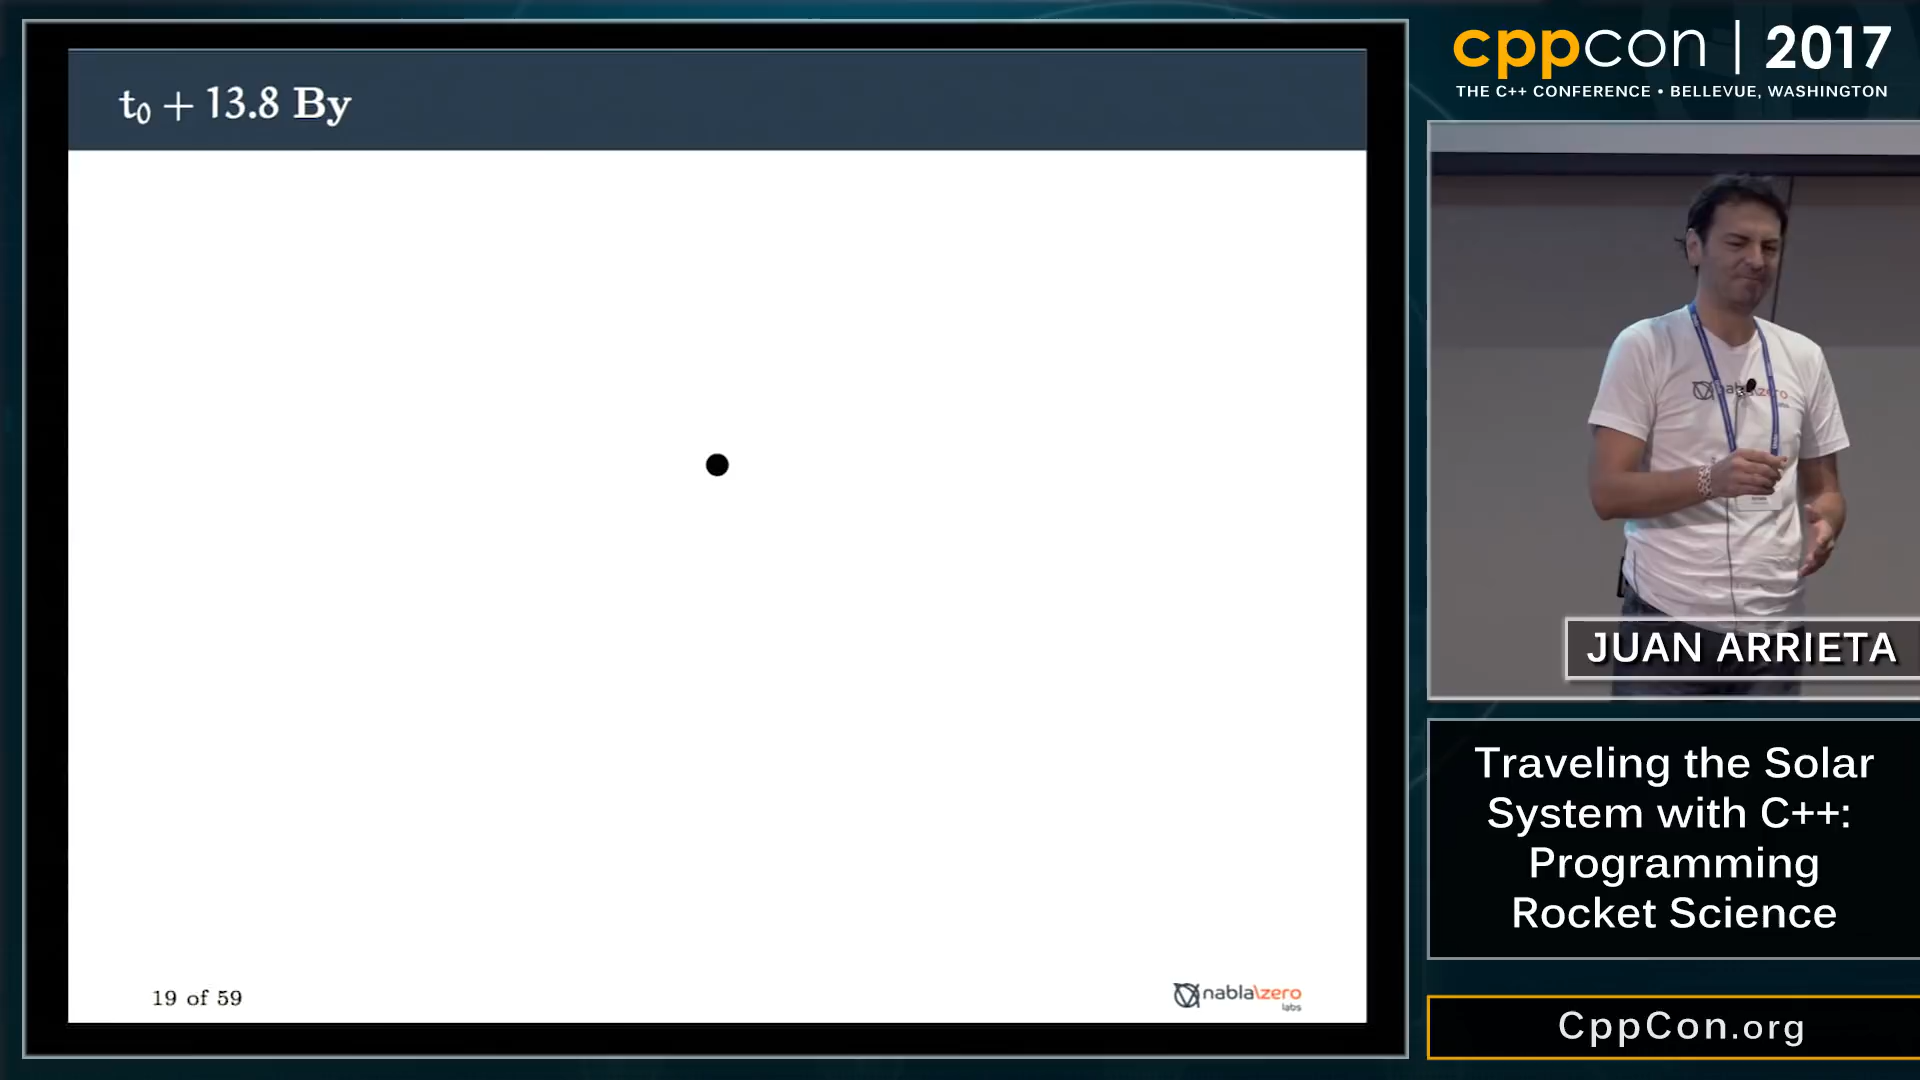 t₀ + 13.8 By
19 of 59
nabla\zero
labs
cppcon | 2017
THE C++ CONFERENCE • BELLEVUE, WASHINGTON
JUAN ARRIETA
Traveling the Solar
System with C++:
Programming
Rocket Science
CppCon.org